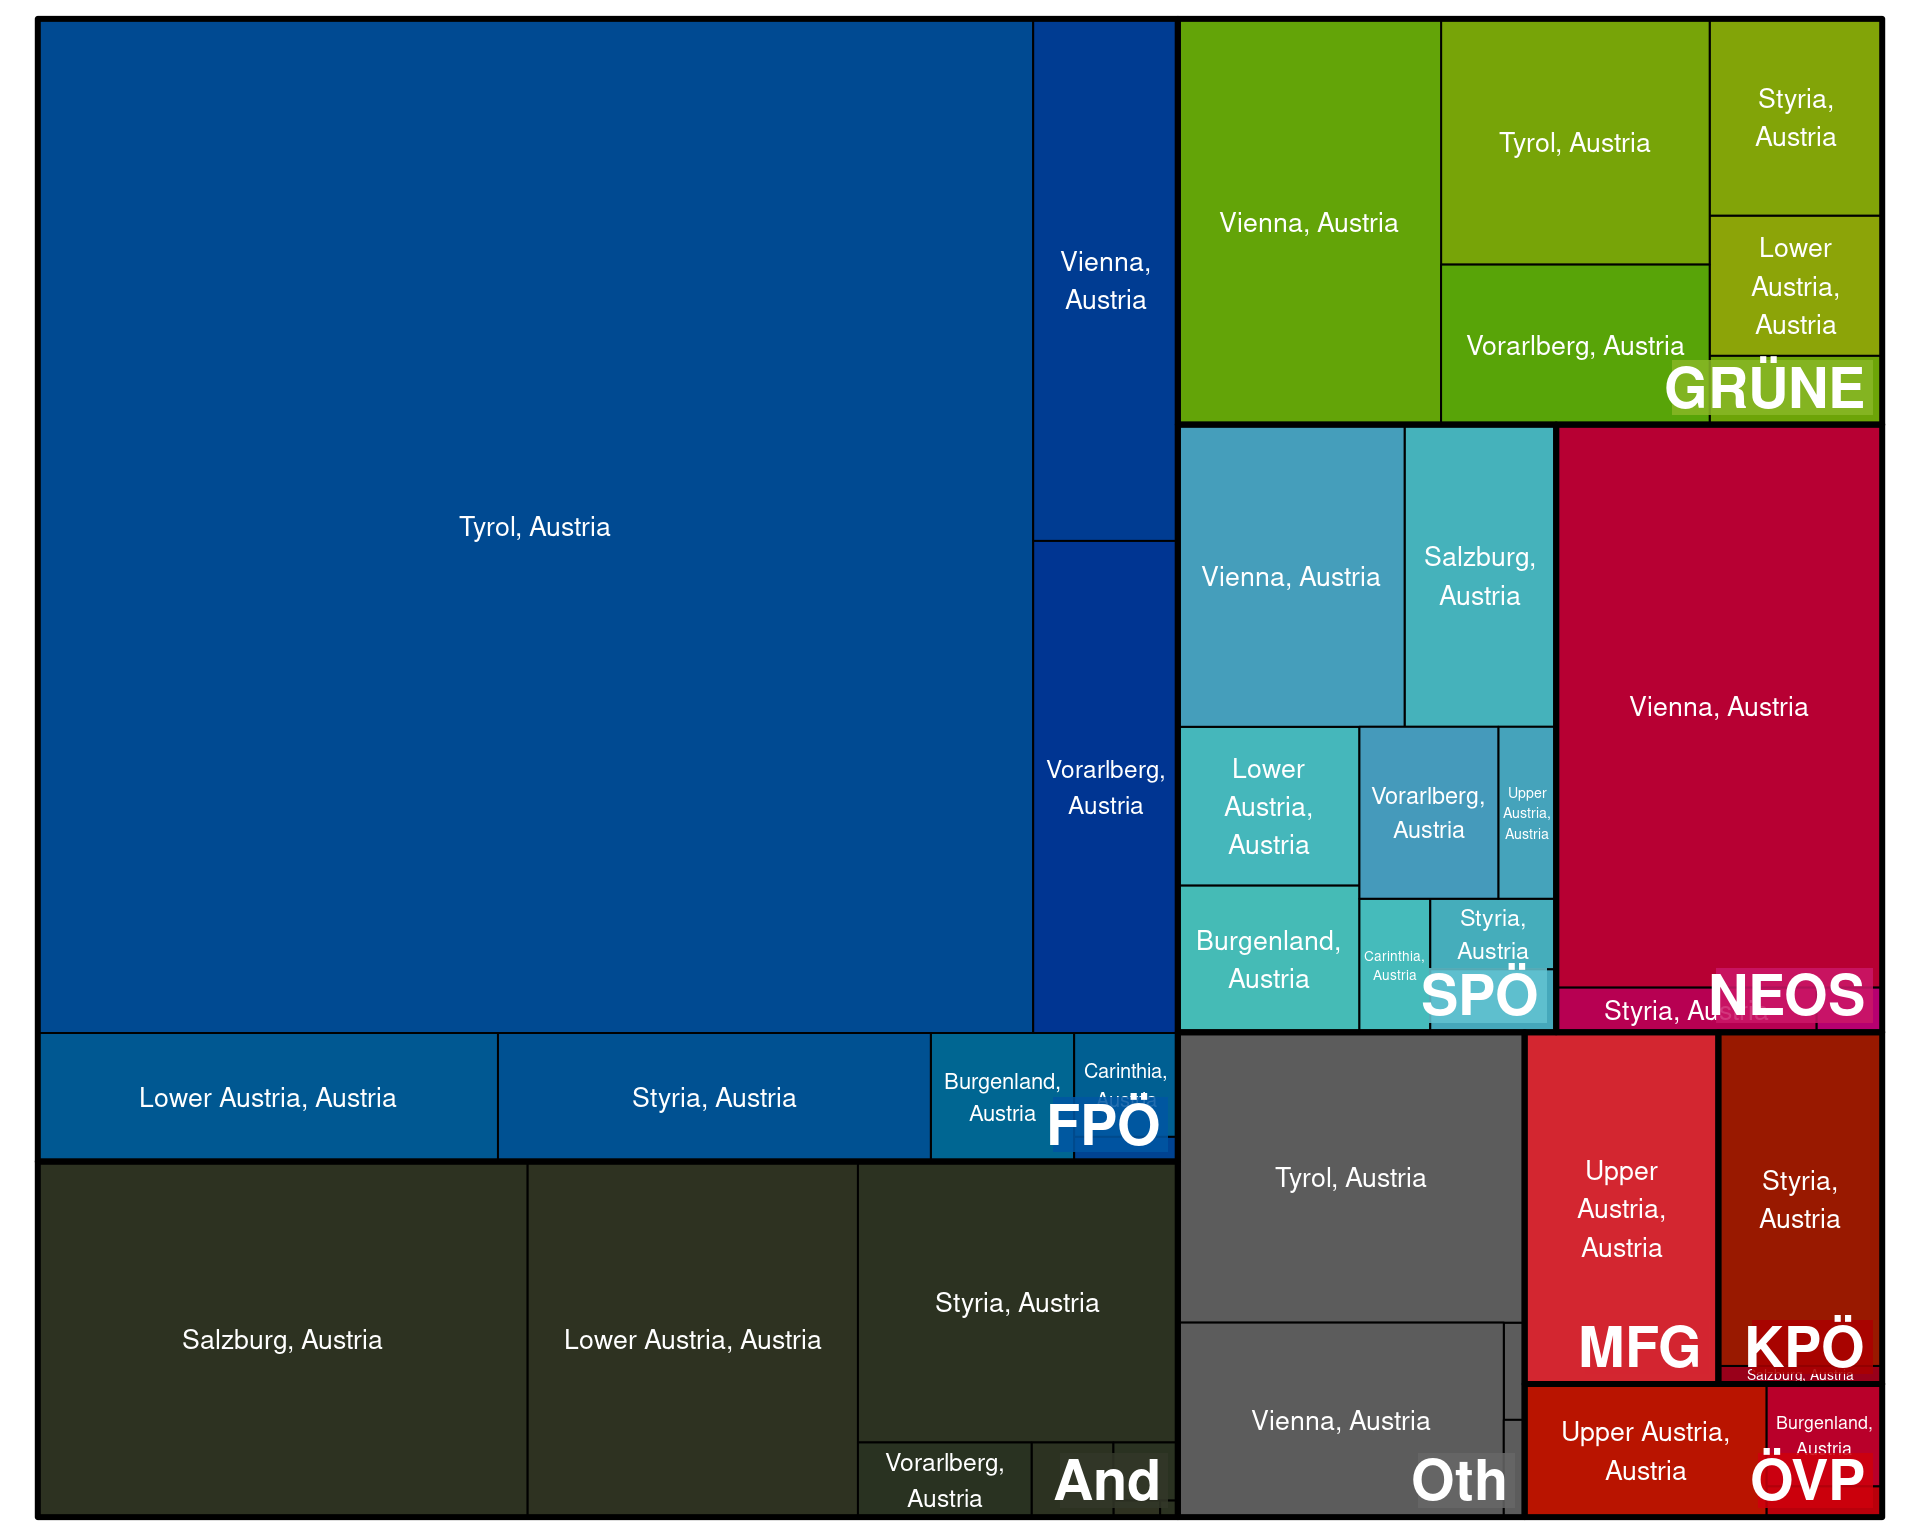 Tyrol, Austria
Vienna,
Austria
Vorarlberg,
Austria
Lower Austria, Austria
Styria, Austria
Burgenland,
Austria
Carinthia,
Austria
FPÖ
Salzburg, Austria
Lower Austria, Austria
Styria, Austria
Vorarlberg,
Austria
And
Vienna, Austria
Tyrol, Austria
Vorarlberg, Austria
Styria,
Austria
Lower
Austria,
Austria
GRÜNE
Vienna, Austria
Salzburg,
Austria
Lower
Austria,
Austria
Burgenland,
Austria
Vorarlberg,
Austria
Upper
Austria,
Austria
Carinthia,
Austria
Styria,
Austria
SPÖ
Vienna, Austria
Styria, Austria
NEOS
Tyrol, Austria
Vienna, Austria
Oth
Upper
Austria,
Austria
MFG
Styria,
Austria
KPÖ
Salzburg, Austria
Upper Austria,
Austria
Burgenland,
Austria
ÖVP